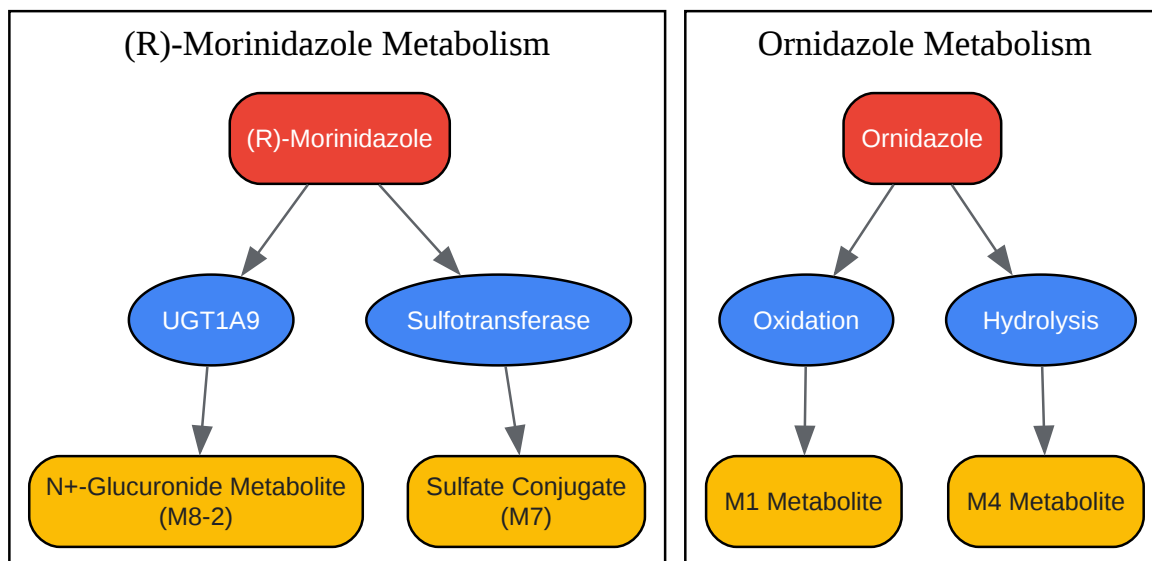 (R)-Morinidazole Metabolism
(R)-Morinidazole
UGT1A9
Sulfotransferase
N+-Glucuronide Metabolite
(M8-2)
Sulfate Conjugate
(M7)
Ornidazole Metabolism
Ornidazole
Oxidation
Hydrolysis
M1 Metabolite
M4 Metabolite